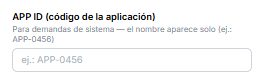 APP ID (código de la aplicación)
Para demandas de sistema — el nombre aparece solo (ej.:
APP-0456)
ej.: APP-0456